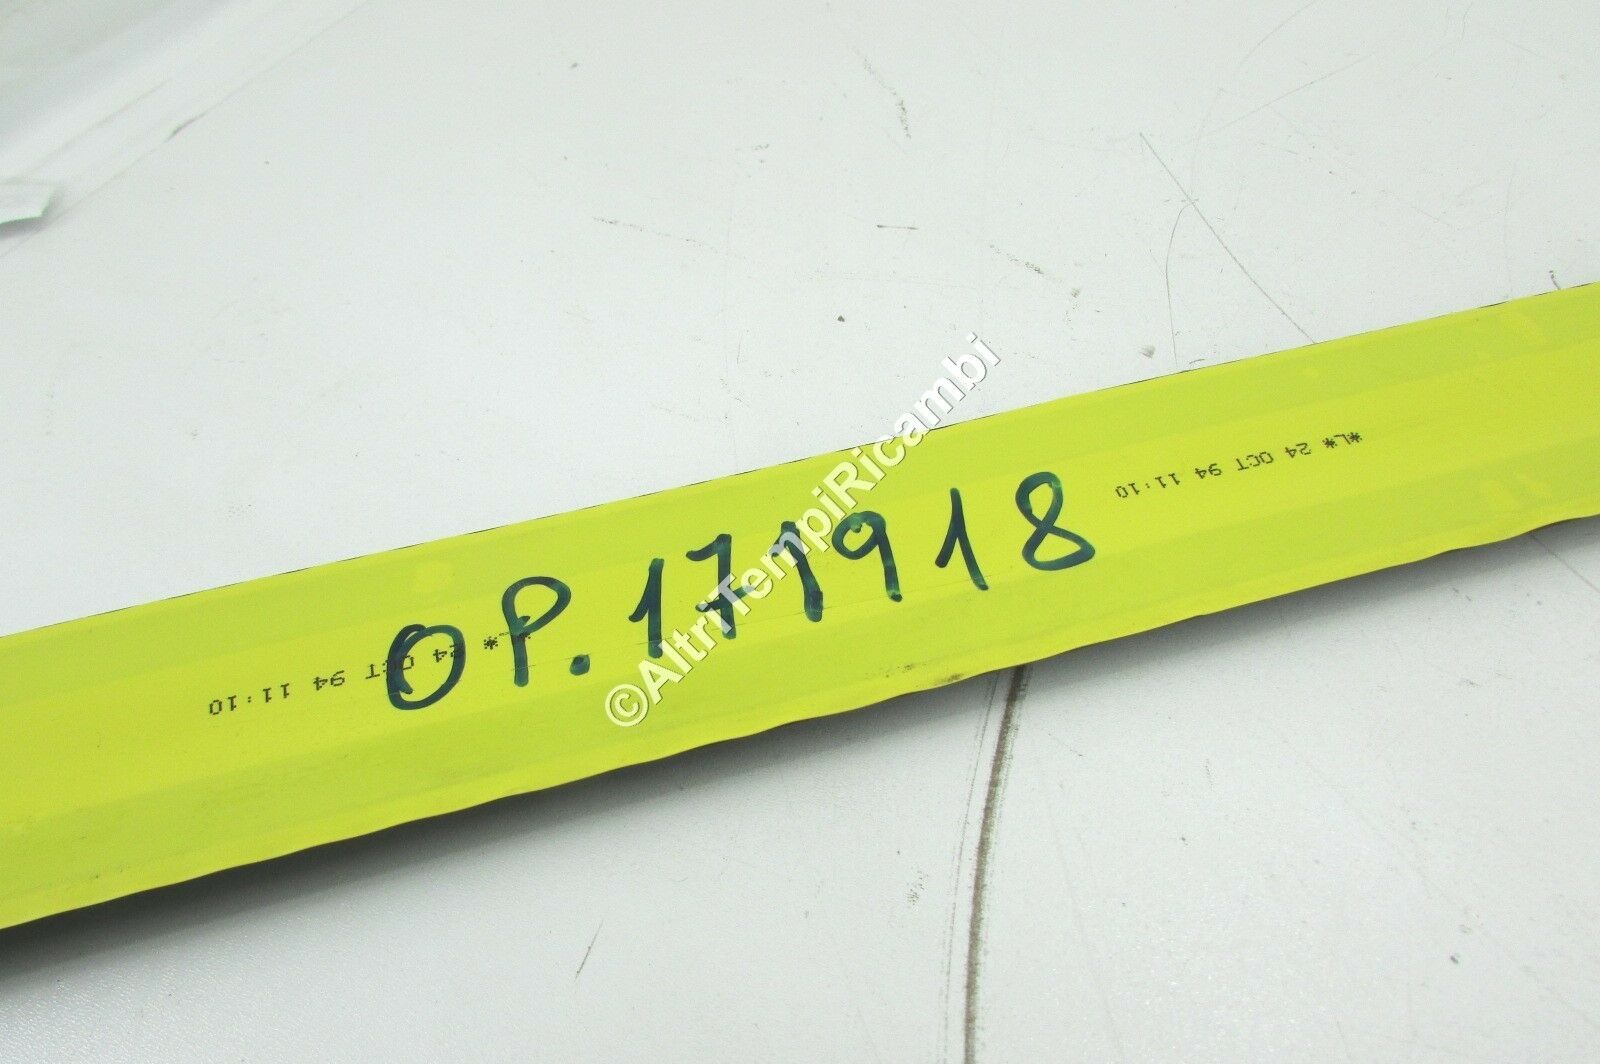 OP.171918
*L* 24 OCT 94 11:10
*L* 24 OCT 94 11:10
©AltriTempiRicambi